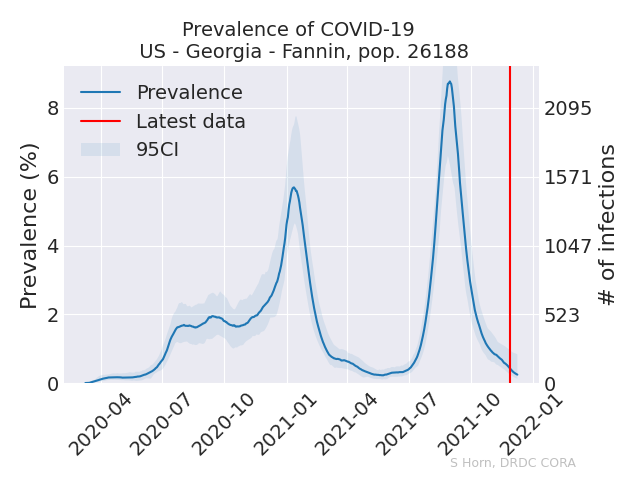 Prevalence of COVID-19
US - Georgia - Fannin, pop. 26188
Prevalence
Latest data
95CI
Prevalence (%)
8
6
4
2
0
2095
1571
1047
523
0
# of infections
2020-04
2020-07
2020-10
2021-01
2021-04
2021-07
2021-10
2022-01
S Horn, DRDC CORA